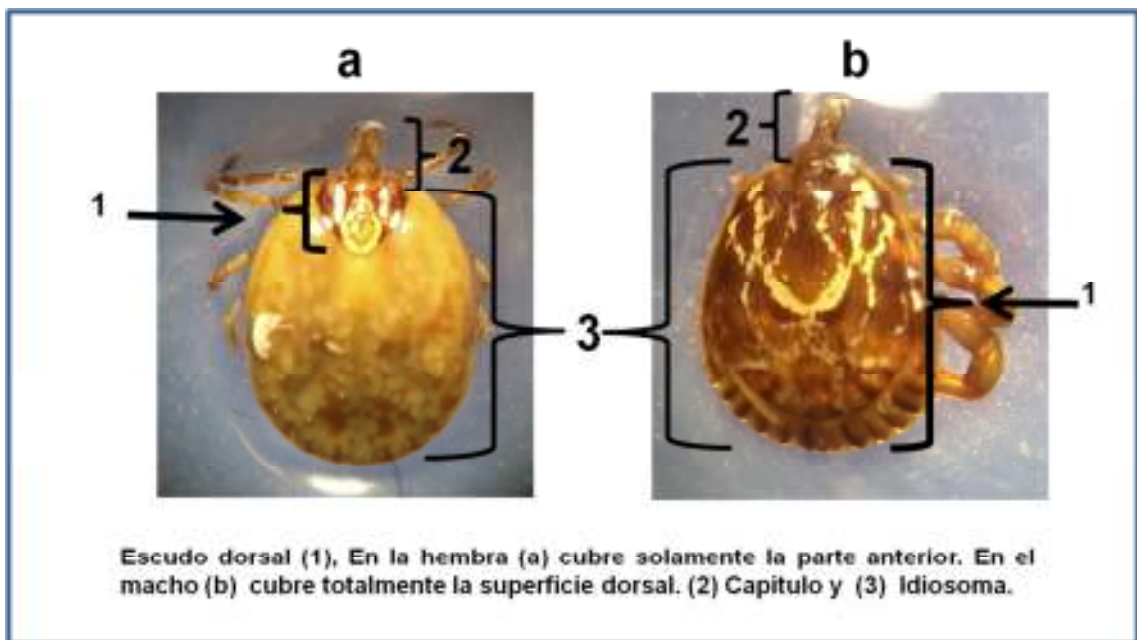 a
b
2
2
1
3
1
Escudo dorsal (1), En la hembra (a) cubre solamente la parte anterior. En el
macho (b) cubre totalmente la superficie dorsal. (2) Capitulo y (3) Idiosoma.